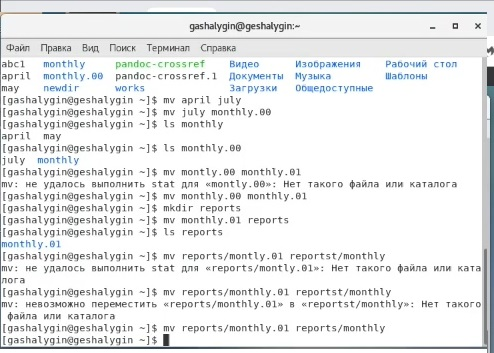 gashalygin@geshalygin:~
Файл Правка Вид Поиск Терминал Справка
abc1 monthly pandoc-crossref Видео Изображения Рабочий стол
april monthly.00 pandoc-crossref.1 Документы Музыка Шаблоны
may newdir works Загрузки Общедоступные
[gashalygin@geshalygin ~]$ mv april july
[gashalygin@geshalygin ~]$ mv july monthly.00
[gashalygin@geshalygin ~]$ ls monthly
april may
[gashalygin@geshalygin ~]$ ls monthly.00
july monthly
[gashalygin@geshalygin ~]$ mv montly.00 monthly.01
mv: не удалось выполнить stat для «montly.00»: Нет такого файла или каталога
[gashalygin@geshalygin ~]$ mv monthly.00 monthly.01
[gashalygin@geshalygin ~]$ mkdir reports
[gashalygin@geshalygin ~]$ mv monthly.01 reports
[gashalygin@geshalygin ~]$ ls reports
monthly.01
[gashalygin@geshalygin ~]$ mv reports/montly.01 reportst/monthly
mv: не удалось выполнить stat для «reports/montly.01»: Нет такого файла или ката
лога
[gashalygin@geshalygin ~]$ mv reports/monthly.01 reportst/monthly
mv: невозможно переместить «reports/monthly.01» в «reportst/monthly»: Нет такого
файла или каталога
[gashalygin@geshalygin ~]$ mv reports/monthly.01 reports/monthly
[gashalygin@geshalygin ~]$